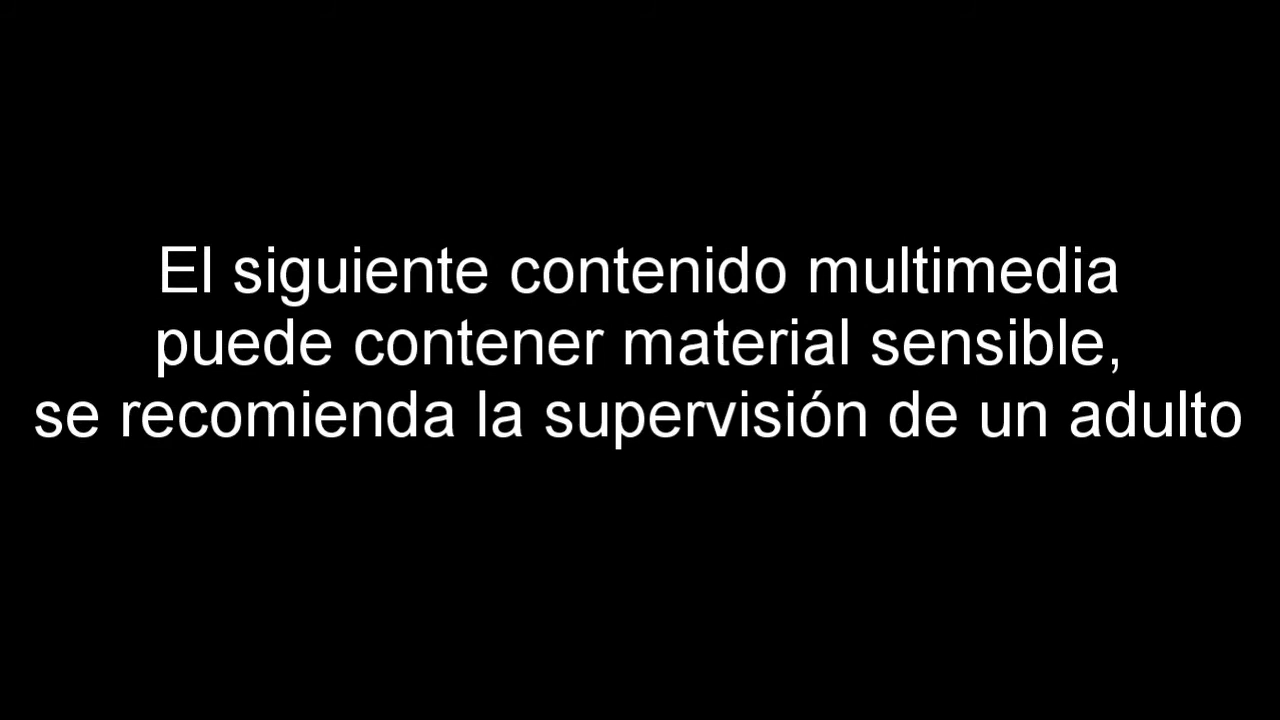 El siguiente contenido multimedia
puede contener material sensible,
se recomienda la supervisión de un adulto